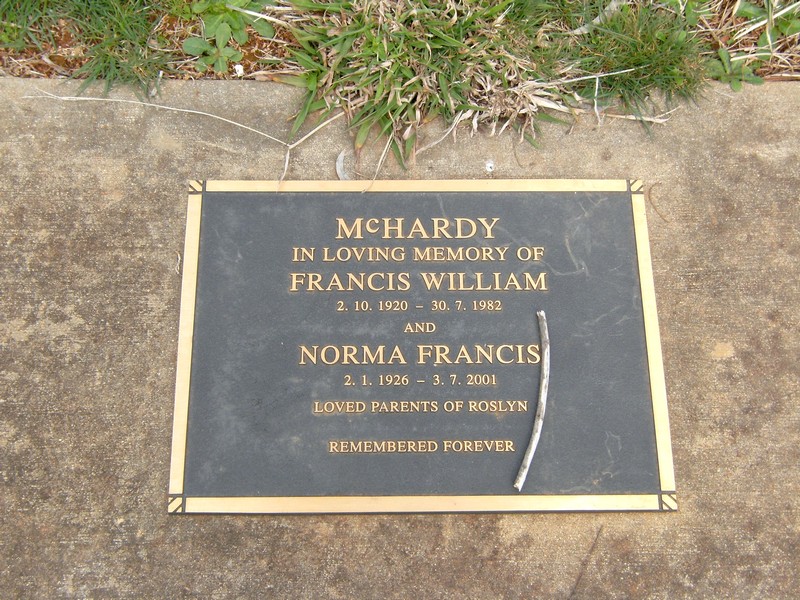 McHARDY
IN LOVING MEMORY OF
FRANCIS WILLIAM
2. 10. 1920 – 30. 7. 1982
AND
NORMA FRANCIS
2. 1. 1926 – 3. 7. 2001
LOVED PARENTS OF ROSLYN
REMEMBERED FOREVER